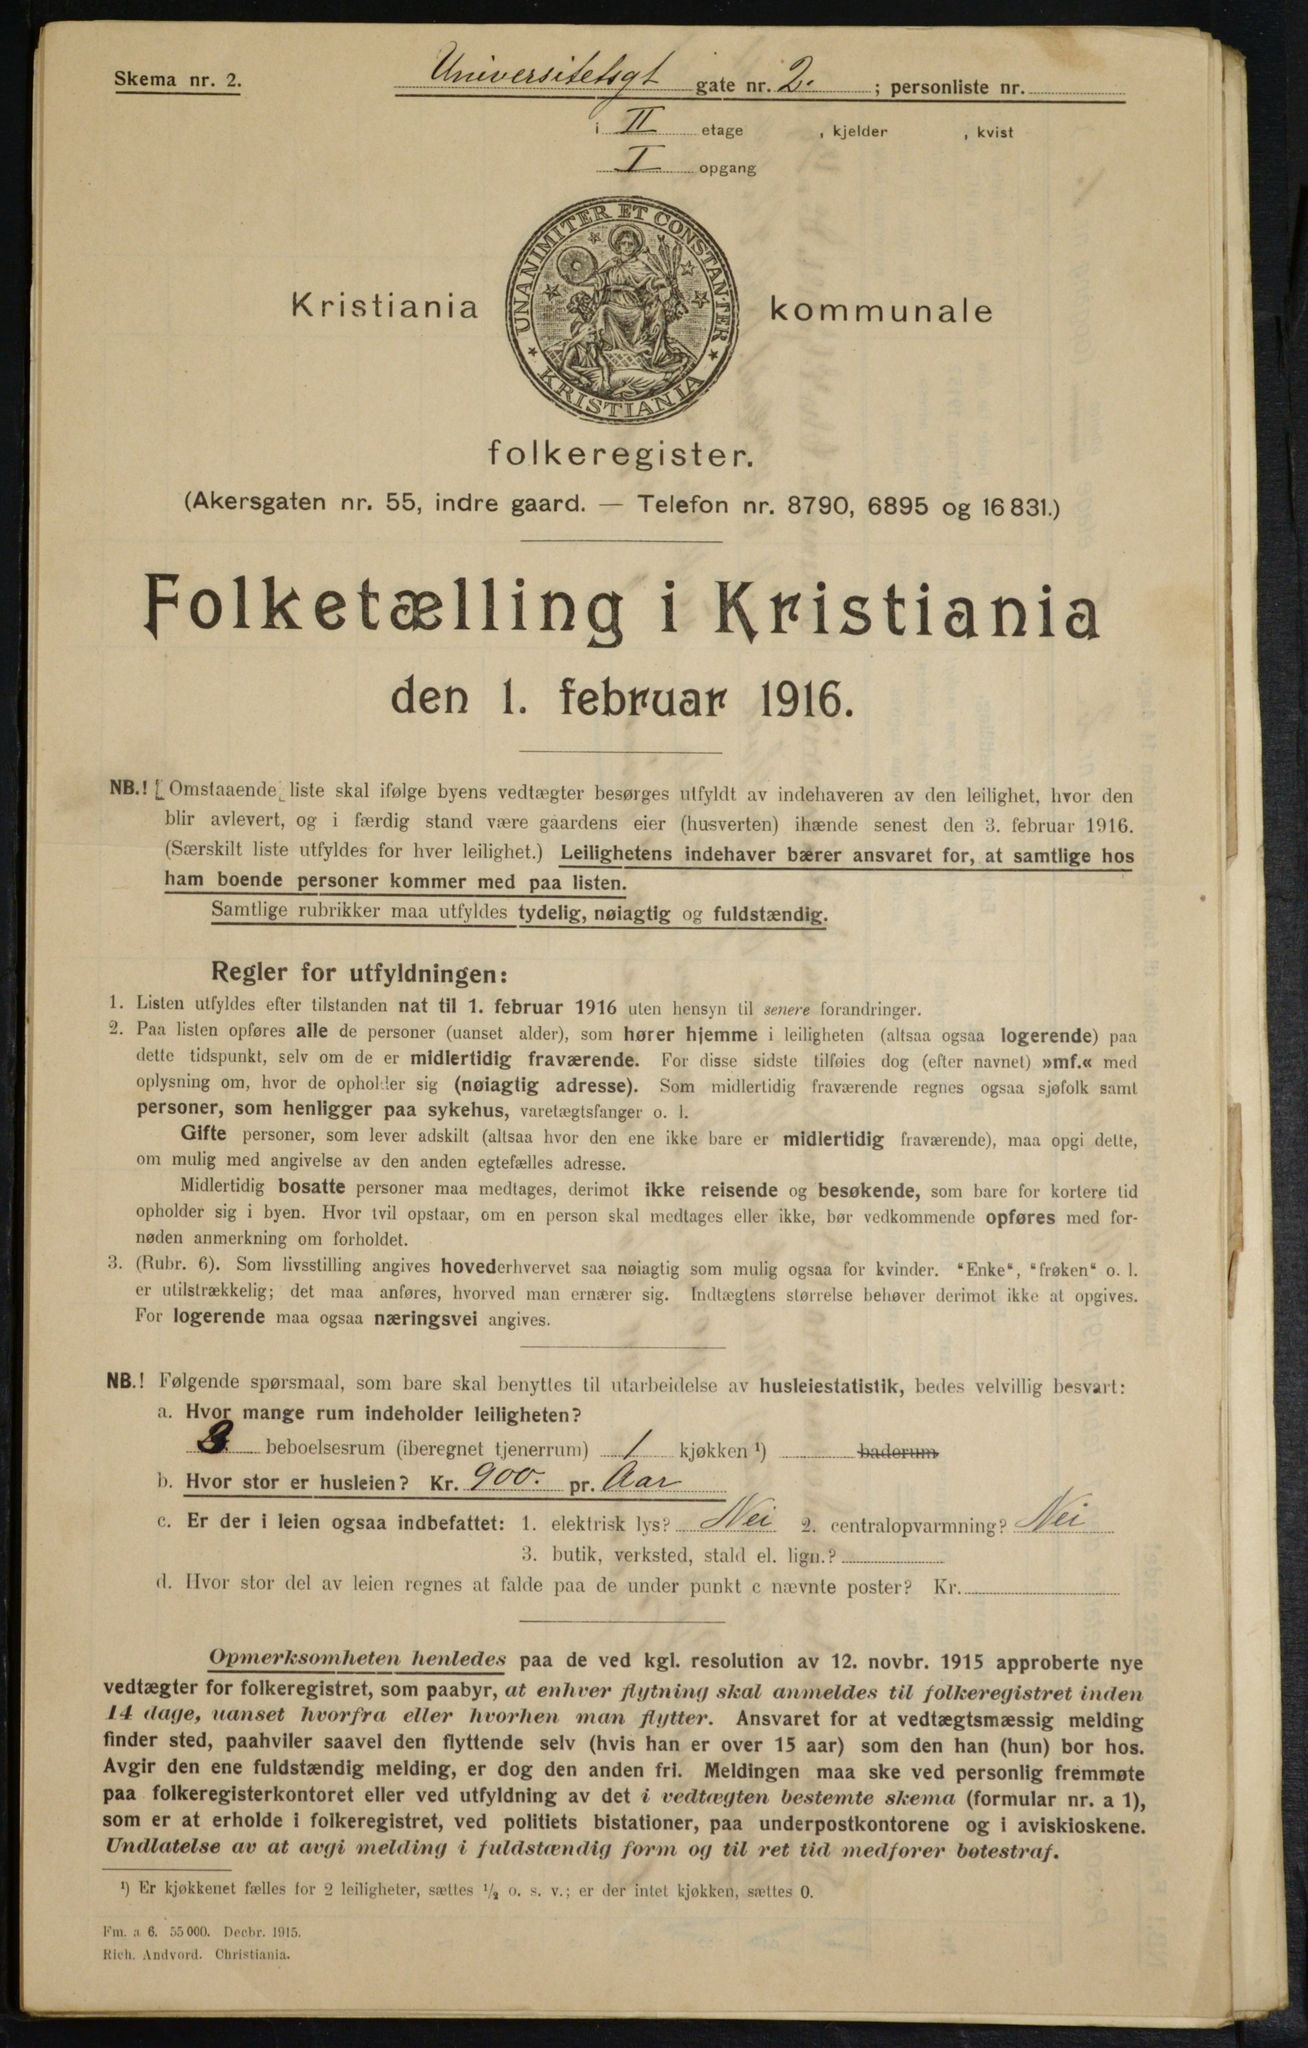 Skema nr. 2.
Universitetsgt gate nr. 2. ; personliste nr.
i II etage , kjelder , kvist
I opgang
UNANIMITER ET CONSTANTER
KRISTIANIA
Kristiania kommunale
folkeregister.
(Akersgaten nr. 55, indre gaard. — Telefon nr. 8790, 6895 og 16831.)
Folketælling i Kristiania
den 1. februar 1916.
NB.! [Omstaaende] liste skal ifølge byens vedtægter besørges utfyldt av indehaveren av den leilighet, hvor den
blir avlevert, og i færdig stand være gaardens eier (husverten) ihænde senest den 3. februar 1916.
(Særskilt liste utfyldes for hver leilighet.) Leilighetens indehaver bærer ansvaret for, at samtlige hos
ham boende personer kommer med paa listen.
Samtlige rubrikker maa utfyldes tydelig, nøiagtig og fuldstændig.
Regler for utfyldningen:
1. Listen utfyldes efter tilstanden nat til 1. februar 1916 uten hensyn til senere forandringer.
2. Paa listen opføres alle de personer (uanset alder), som hører hjemme i leiligheten (altsaa ogsaa logerende) paa
dette tidspunkt, selv om de er midlertidig fraværende. For disse sidste tilføies dog (efter navnet) »mf.« med
oplysning om, hvor de opholder sig (nøiagtig adresse). Som midlertidig fraværende regnes ogsaa sjøfolk samt
personer, som henligger paa sykehus, varetægtsfanger o. l.
Gifte personer, som lever adskilt (altsaa hvor den ene ikke bare er midlertidig fraværende), maa opgi dette,
om mulig med angivelse av den anden egtefælles adresse.
Midlertidig bosatte personer maa medtages, derimot ikke reisende og besøkende, som bare for kortere tid
opholder sig i byen. Hvor tvil opstaar, om en person skal medtages eller ikke, bør vedkommende opføres med for-
nøden anmerkning om forholdet.
3. (Rubr. 6). Som livsstilling angives hovederhvervet saa nøiagtig som mulig ogsaa for kvinder. "Enke", "frøken" o. l.
er utilstrækkelig; det maa anføres, hvorved man ernærer sig. Indtægtens størrelse behøver derimot ikke at opgives.
For logerende maa ogsaa næringsvei angives.
NB.! Følgende spørsmaal, som bare skal benyttes til utarbeidelse av husleiestatistik, bedes velvillig besvart:
a. Hvor mange rum indeholder leiligheten?
beboelsesrum (iberegnet tjenerrum) 1 kjøkken ¹) baderum
b. Hvor stor er husleien? Kr. 900. pr. Aar
c. Er der i leien ogsaa indbefattet: 1. elektrisk lys? Nei 2. centralopvarmning? Nei
3. butik, verksted, stald el. lign.?
d. Hvor stor del av leien regnes at falde paa de under punkt c nævnte poster? Kr.
Opmerksomheten henledes paa de ved kgl. resolution av 12. novbr. 1915 approberte nye
vedtægter for folkeregistret, som paabyr, at enhver flytning skal anmeldes til folkeregistret inden
14 dage, uanset hvorfra eller hvorhen man flytter. Ansvaret for at vedtægtsmæssig melding
finder sted, paahviler saavel den flyttende selv (hvis han er over 15 aar) som den han (hun) bor hos.
Avgir den ene fuldstændig melding, er dog den anden fri. Meldingen maa ske ved personlig fremmøte
paa folkeregisterkontoret eller ved utfyldning av det i vedtægten bestemte skema (formular nr. a 1),
som er at erholde i folkeregistret, ved politiets bistationer, paa underpostkontorene og i aviskioskene.
Undlatelse av at avgi melding i fuldstændig form og til ret tid medfører bøtestraf.
¹) Er kjøkkenet fælles for 2 leiligheter, sættes ½ o. s. v.; er der intet kjøkken, sættes 0.
Fm. a 6. 55000. Decbr. 1915.
Rich. Andvord. Christiania.